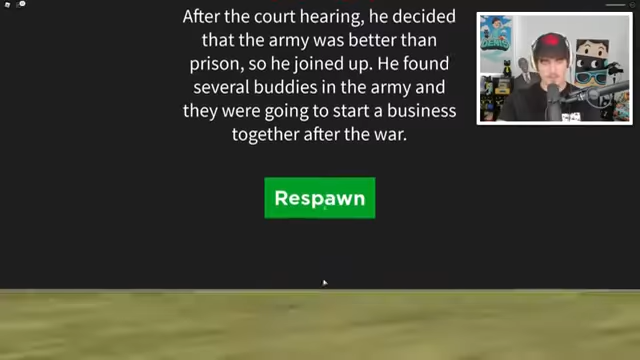 After the court hearing, he decided
that the army was better than
prison, so he joined up. He found
several buddies in the army and
they were going to start a business
together after the war.
Respawn